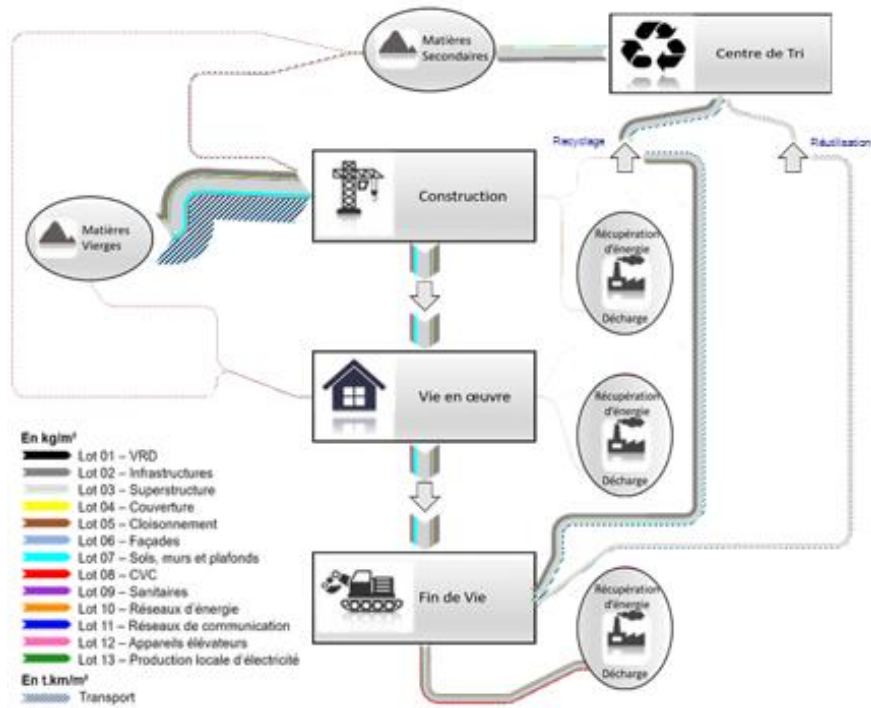 Matières
Secondaires
Centre de Tri
Recyclage
Réutilisation
Construction
Matières
Vierges
Récupération
d'énergie
Décharge
Vie en œuvre
Récupération
d'énergie
Décharge
En kg/m²
Lot 01 – VRD
Lot 02 – Infrastructures
Lot 03 – Superstructure
Lot 04 – Couverture
Lot 05 – Cloisonnement
Lot 06 – Façades
Lot 07 – Sols, murs et plafonds
Lot 08 – CVC
Lot 09 – Sanitaires
Lot 10 – Réseaux d'énergie
Lot 11 – Réseaux de communication
Lot 12 – Appareils élévateurs
Lot 13 – Production locale d'électricité
En t.km/m²
Transport
Fin de Vie
Récupération
d'énergie
Décharge